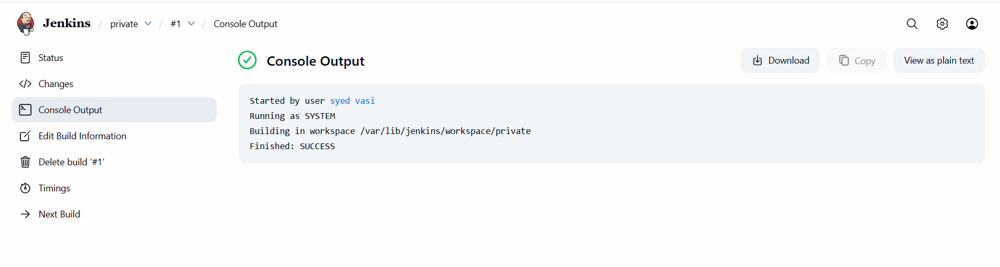 Jenkins / private / #1 / Console Output
Status
Changes
Console Output
Edit Build Information
Delete build ‘#1’
Timings
Next Build
Console Output
Download
Copy
View as plain text
Started by user syed vasi
Running as SYSTEM
Building in workspace /var/lib/jenkins/workspace/private
Finished: SUCCESS